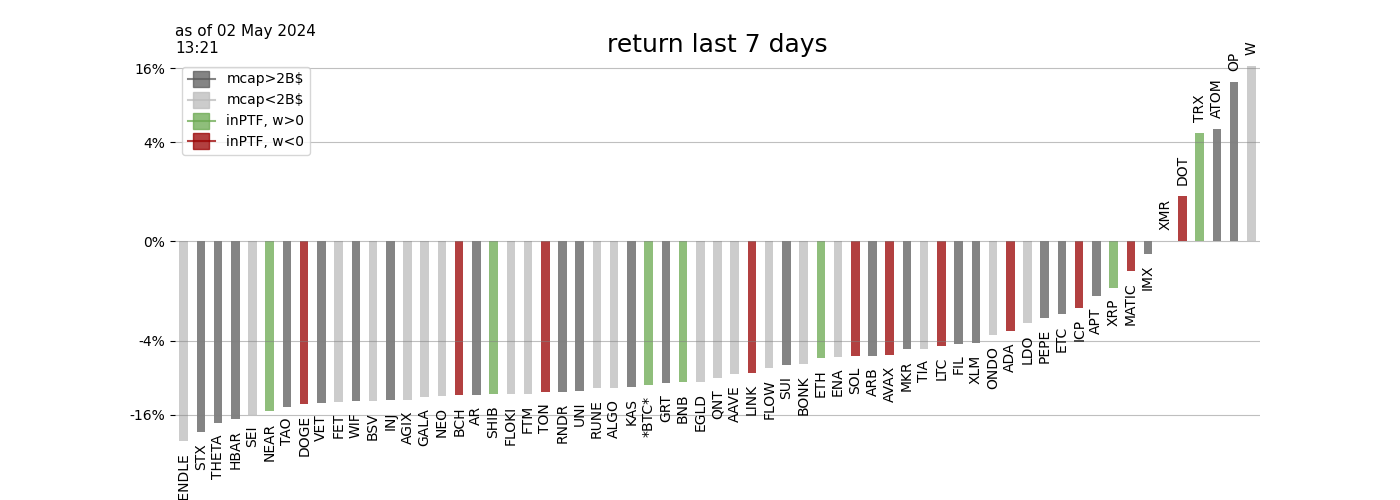 as of 02 May 2024
13:21
return last 7 days
mcap>2B$
mcap<2B$
inPTF, w>0
inPTF, w<0
16%
4%
0%
-4%
-16%
ENDLE
STX
THETA
HBAR
SEI
NEAR
TAO
DOGE
VET
FET
WIF
BSV
INJ
AGIX
GALA
NEO
BCH
AR
SHIB
FLOKI
FTM
TON
RNDR
UNI
RUNE
ALGO
KAS
*BTC*
GRT
BNB
EGLD
QNT
AAVE
LINK
FLOW
SUI
BONK
ETH
ENA
SOL
ARB
AVAX
MKR
TIA
LTC
FIL
XLM
ONDO
ADA
LDO
PEPE
ETC
ICP
APT
XRP
MATIC
IMX
XMR
DOT
TRX
ATOM
OP
W